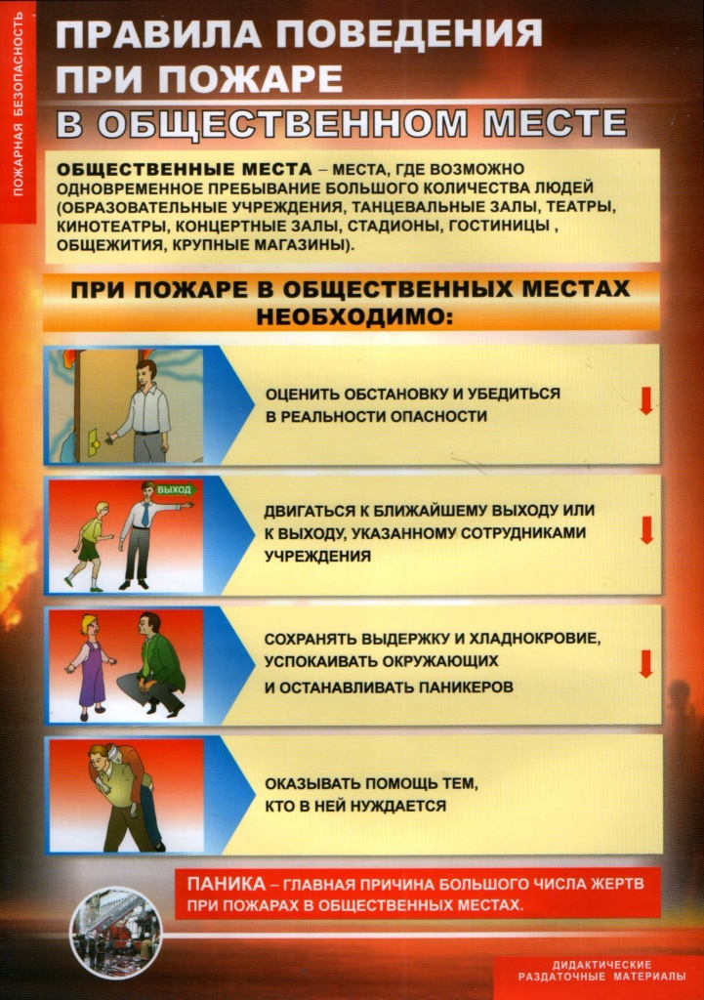 ПОЖАРНАЯ БЕЗОПАСНОСТЬ
ПРАВИЛА ПОВЕДЕНИЯ
ПРИ ПОЖАРЕ
В ОБЩЕСТВЕННОМ МЕСТЕ
ОБЩЕСТВЕННЫЕ МЕСТА – МЕСТА, ГДЕ ВОЗМОЖНО
ОДНОВРЕМЕННОЕ ПРЕБЫВАНИЕ БОЛЬШОГО КОЛИЧЕСТВА ЛЮДЕЙ
(ОБРАЗОВАТЕЛЬНЫЕ УЧРЕЖДЕНИЯ, ТАНЦЕВАЛЬНЫЕ ЗАЛЫ, ТЕАТРЫ,
КИНОТЕАТРЫ, КОНЦЕРТНЫЕ ЗАЛЫ, СТАДИОНЫ, ГОСТИНИЦЫ ,
ОБЩЕЖИТИЯ, КРУПНЫЕ МАГАЗИНЫ).
ПРИ ПОЖАРЕ В ОБЩЕСТВЕННЫХ МЕСТАХ
НЕОБХОДИМО:
ОЦЕНИТЬ ОБСТАНОВКУ И УБЕДИТЬСЯ
В РЕАЛЬНОСТИ ОПАСНОСТИ
ВЫХОД
ДВИГАТЬСЯ К БЛИЖАЙШЕМУ ВЫХОДУ ИЛИ
К ВЫХОДУ, УКАЗАННОМУ СОТРУДНИКАМИ
УЧРЕЖДЕНИЯ
СОХРАНЯТЬ ВЫДЕРЖКУ И ХЛАДНОКРОВИЕ,
УСПОКАИВАТЬ ОКРУЖАЮЩИХ
И ОСТАНАВЛИВАТЬ ПАНИКЕРОВ
ОКАЗЫВАТЬ ПОМОЩЬ ТЕМ,
КТО В НЕЙ НУЖДАЕТСЯ
ПАНИКА – ГЛАВНАЯ ПРИЧИНА БОЛЬШОГО ЧИСЛА ЖЕРТВ
ПРИ ПОЖАРАХ В ОБЩЕСТВЕННЫХ МЕСТАХ.
ДИДАКТИЧЕСКИЕ
РАЗДАТОЧНЫЕ МАТЕРИАЛЫ